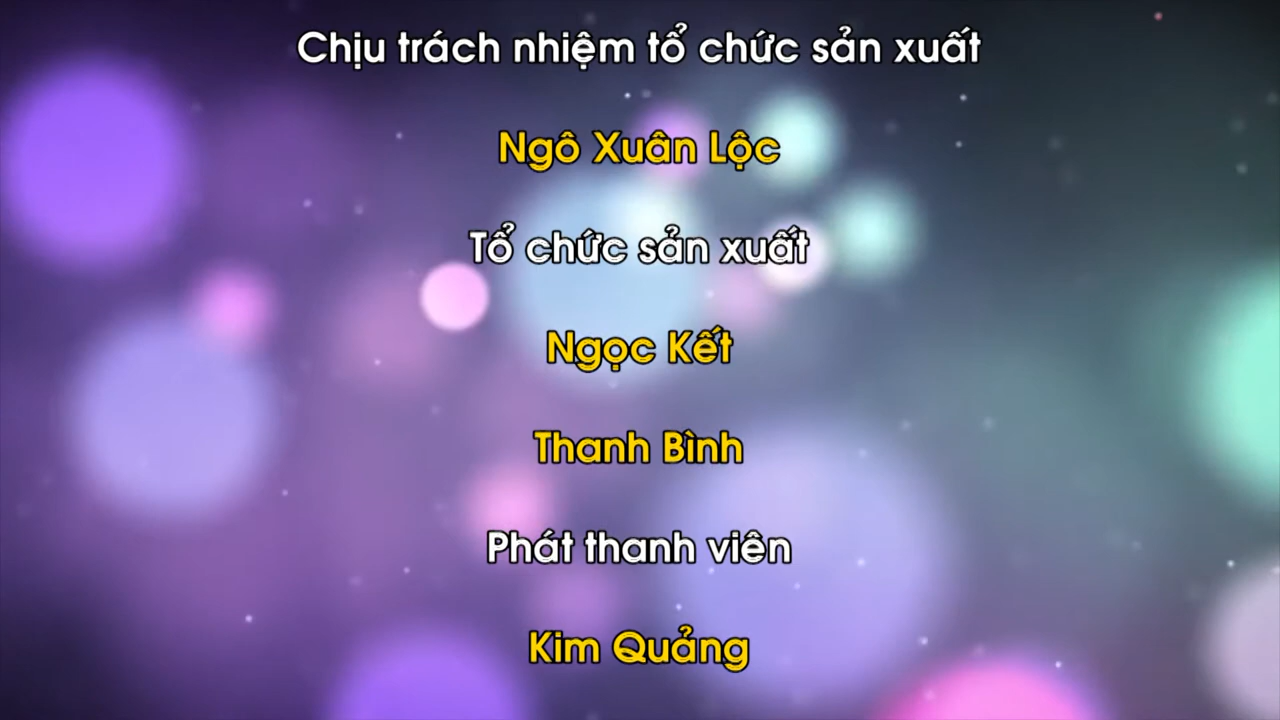 Chịu trách nhiệm tổ chức sản xuất
Ngô Xuân Lộc
Tổ chức sản xuất
Ngọc Kết
Thanh Bình
Phát thanh viên
Kim Quảng